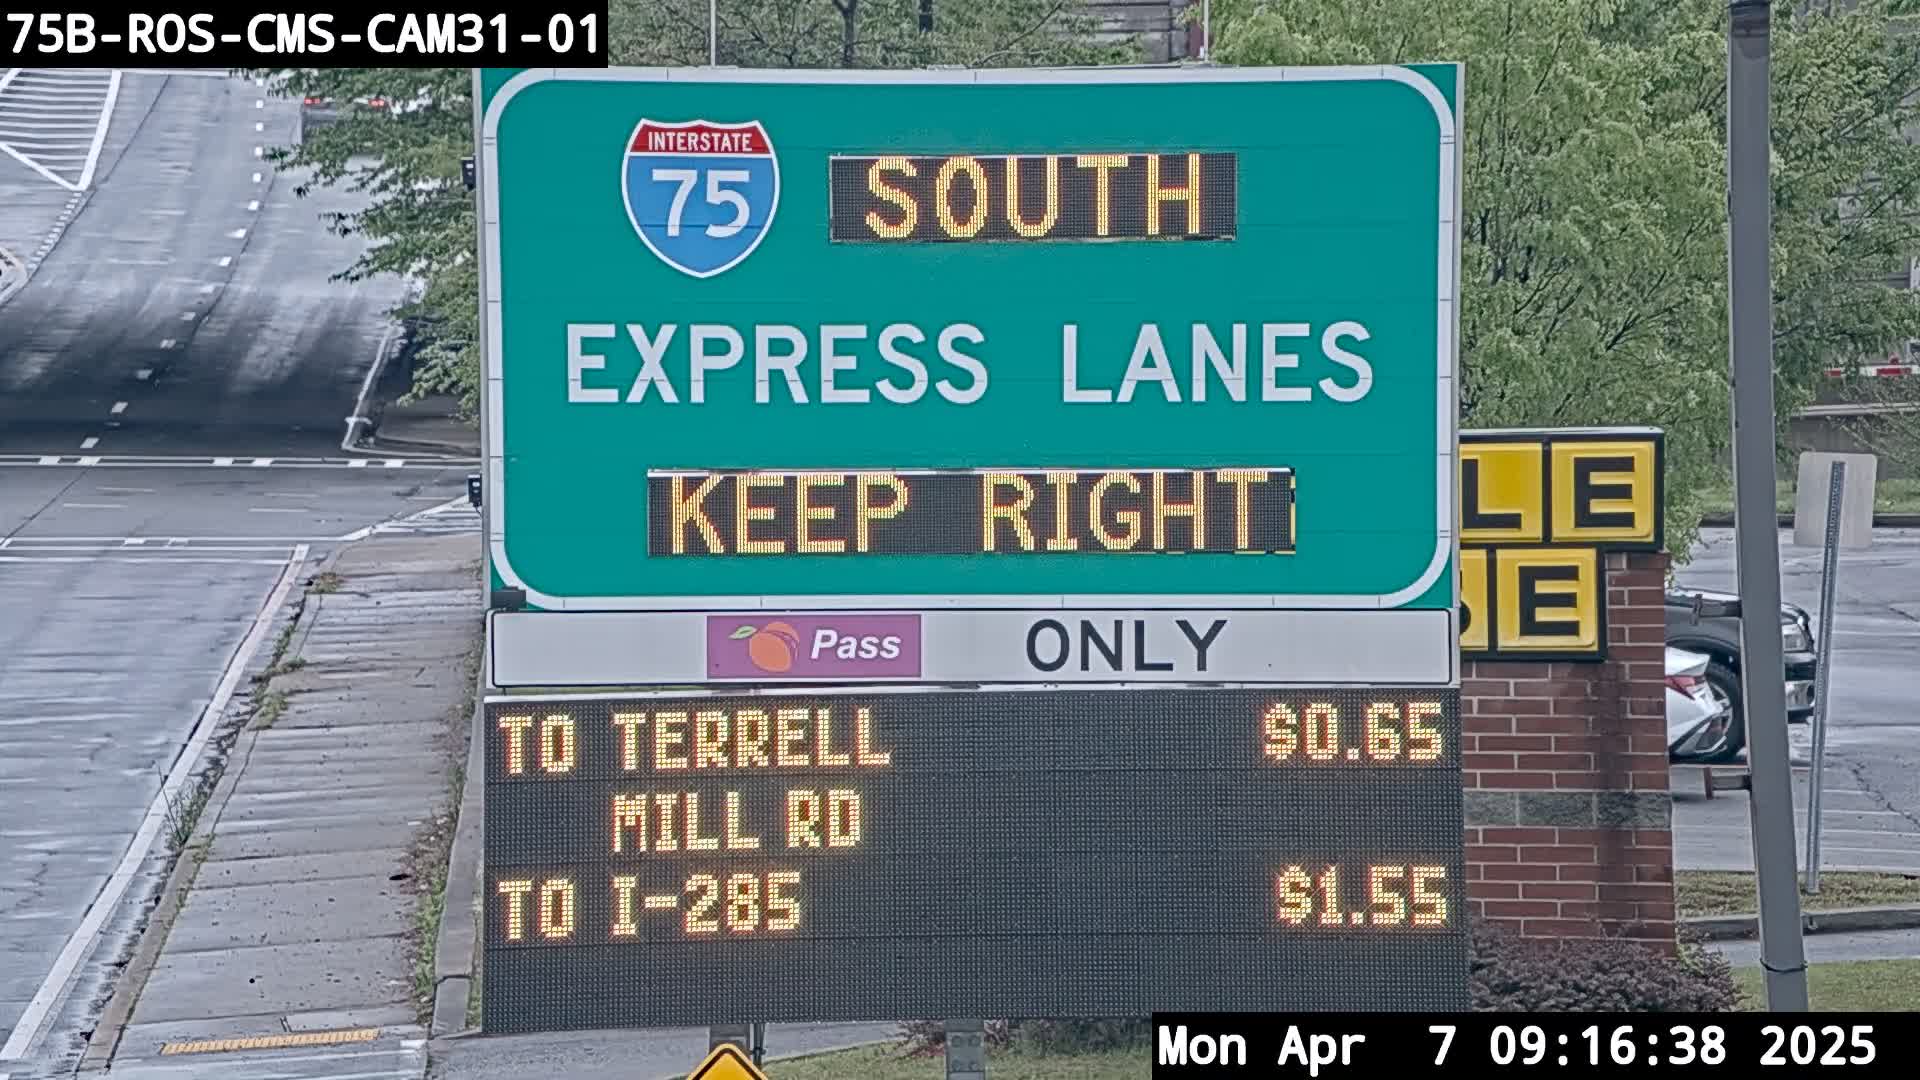 75B-ROS-CMS-CAM31-01
INTERSTATE
75
SOUTH
EXPRESS LANES
KEEP RIGHT
Pass ONLY
TO TERRELL $0.65
MILL RD
TO I-285 $1.55
LE
E
Mon Apr 7 09:16:38 2025